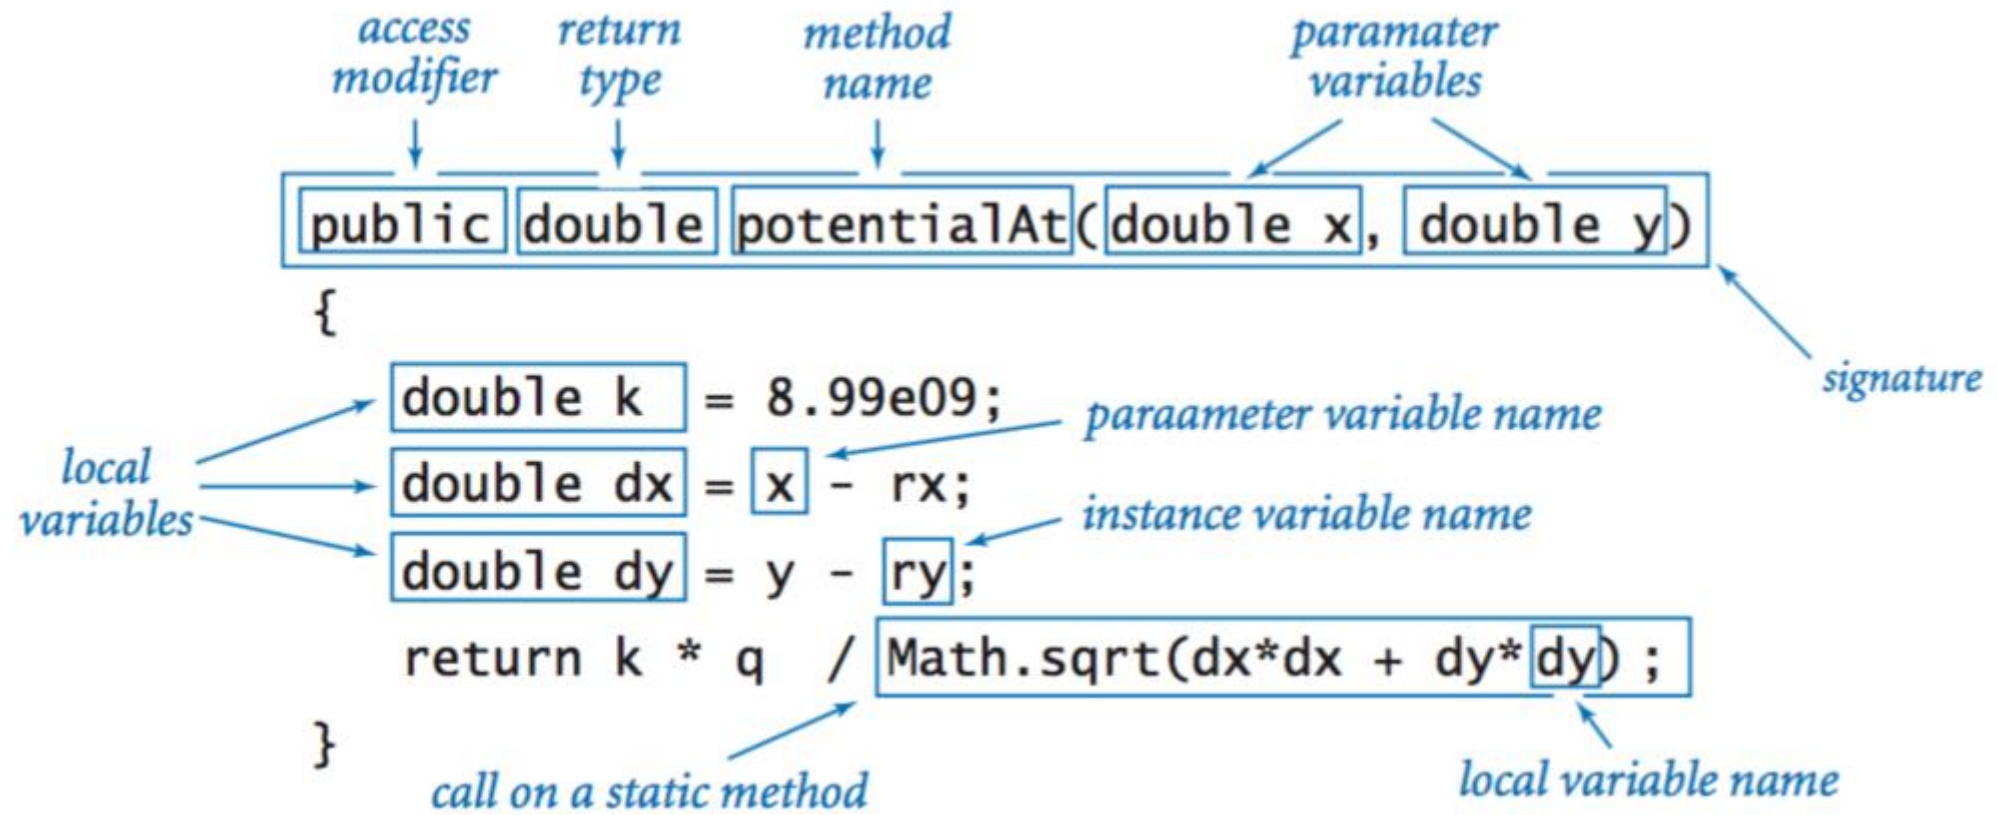 access modifier
return type
method name
paramater variables
public double potentialAt(double x, double y)
signature
{
double k = 8.99e09;
paraameter variable name
local variables
double dx = x - rx;
instance variable name
double dy = y - ry;
return k * q / Math.sqrt(dx*dx + dy*dy) ;
}
call on a static method
local variable name